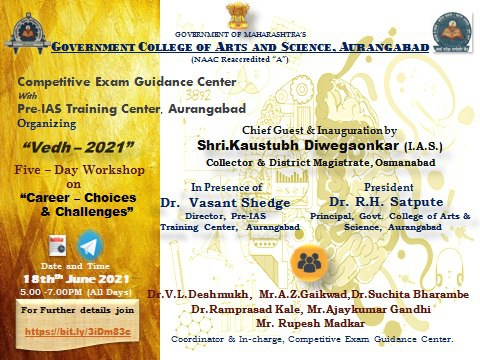 GOVERNMENT OF MAHARASHTRA'S
GOVERNMENT COLLEGE OF ARTS AND SCIENCE, AURANGABAD
(NAAC Reaccredited "A")
Competitive Exam Guidance Center
With
Pre-IAS Training Center, Aurangabad
Organizing
"Vedh – 2021"
Five – Day Workshop
on
"Career – Choices
& Challenges"
Date and Time
18thth June 2021
5.00 -7.00PM (All Days)
For Further details join
https://bit.ly/3iDm83c
Chief Guest & Inauguration by
Shri.Kaustubh Diwegaonkar (I.A.S.)
Collector & District Magistrate, Osmanabad
In Presence of
Dr. Vasant Shedge
Director, Pre-IAS
Training Center, Aurangabad
President
Dr. R.H. Satpute
Principal, Govt. College of Arts &
Science, Aurangabad
Dr.V.L.Deshmukh, Mr.A.Z.Gaikwad,Dr.Suchita Bharambe
Dr.Ramprasad Kale, Mr.Ajaykumar Gandhi
Mr. Rupesh Madkar
Coordinator & In-charge, Competitive Exam Guidance Center.